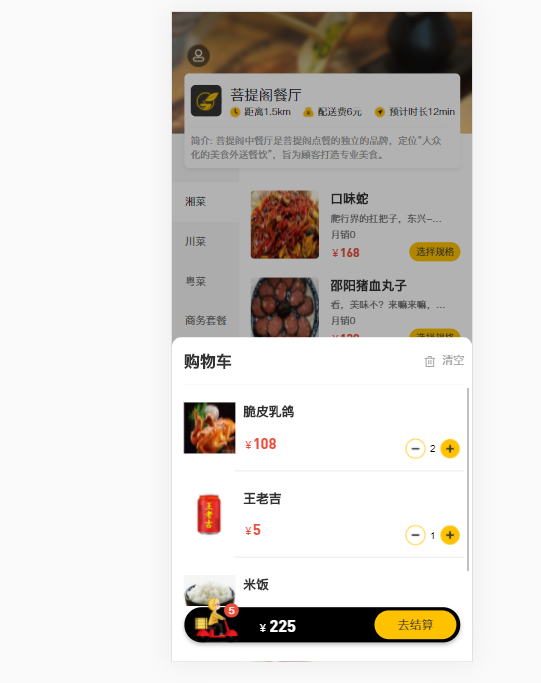 菩提阁餐厅
距离1.5km 配送费6元 预计时长12min
简介: 菩提阁中餐厅是菩提阁点餐的独立的品牌，定位"大众
化的美食外送餐饮"，旨为顾客打造专业美食。
湘菜
川菜
粤菜
商务套餐
口味蛇
爬行界的扛把子，东兴-...
月销0
¥168
选择规格
邵阳猪血丸子
看，美味不？来嘛来嘛，...
月销0
选择规格
购物车
清空
脆皮乳鸽
¥108
2
王老吉
王老吉
¥5
1
米饭
5
¥225
去结算